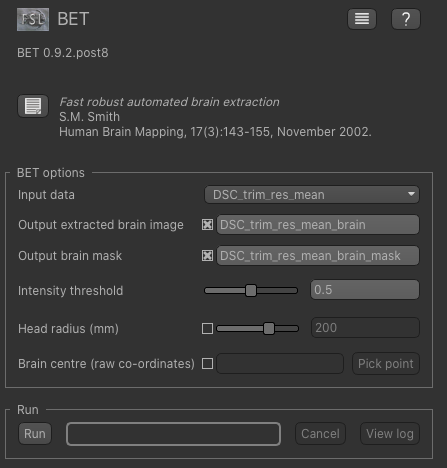 FSL BET
?
BET 0.9.2.post8
Fast robust automated brain extraction
S.M. Smith
Human Brain Mapping, 17(3):143-155, November 2002.
BET options
Input data DSC_trim_res_mean
Output extracted brain image DSC_trim_res_mean_brain
Output brain mask DSC_trim_res_mean_brain_mask
Intensity threshold 0.5
Head radius (mm) 200
Brain centre (raw co-ordinates) Pick point
Run
Run Cancel View log